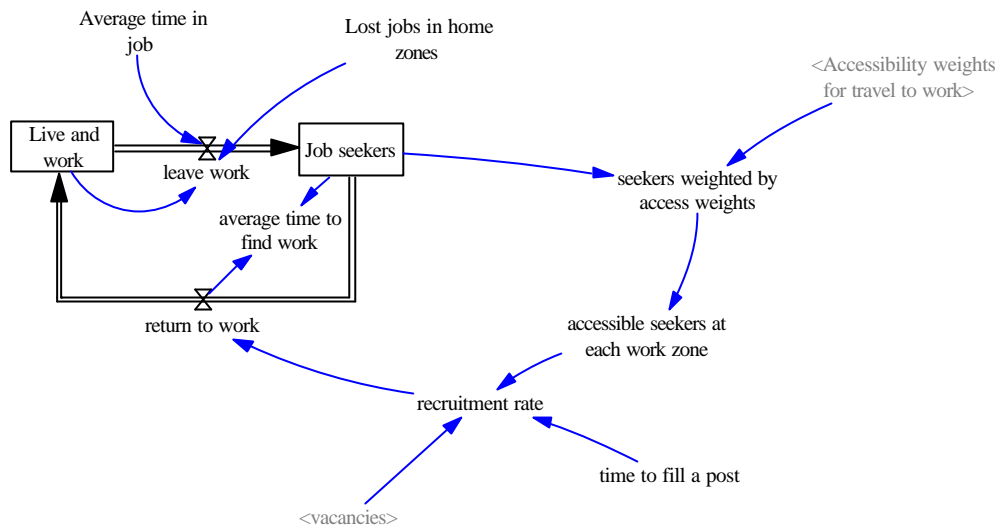 Average time in
job
Lost jobs in home
zones
<Accessibility weights
for travel to work>
Live and
work
Job seekers
leave work
seekers weighted by
access weights
average time to
find work
return to work
accessible seekers at
each work zone
recruitment rate
time to fill a post
<vacancies>